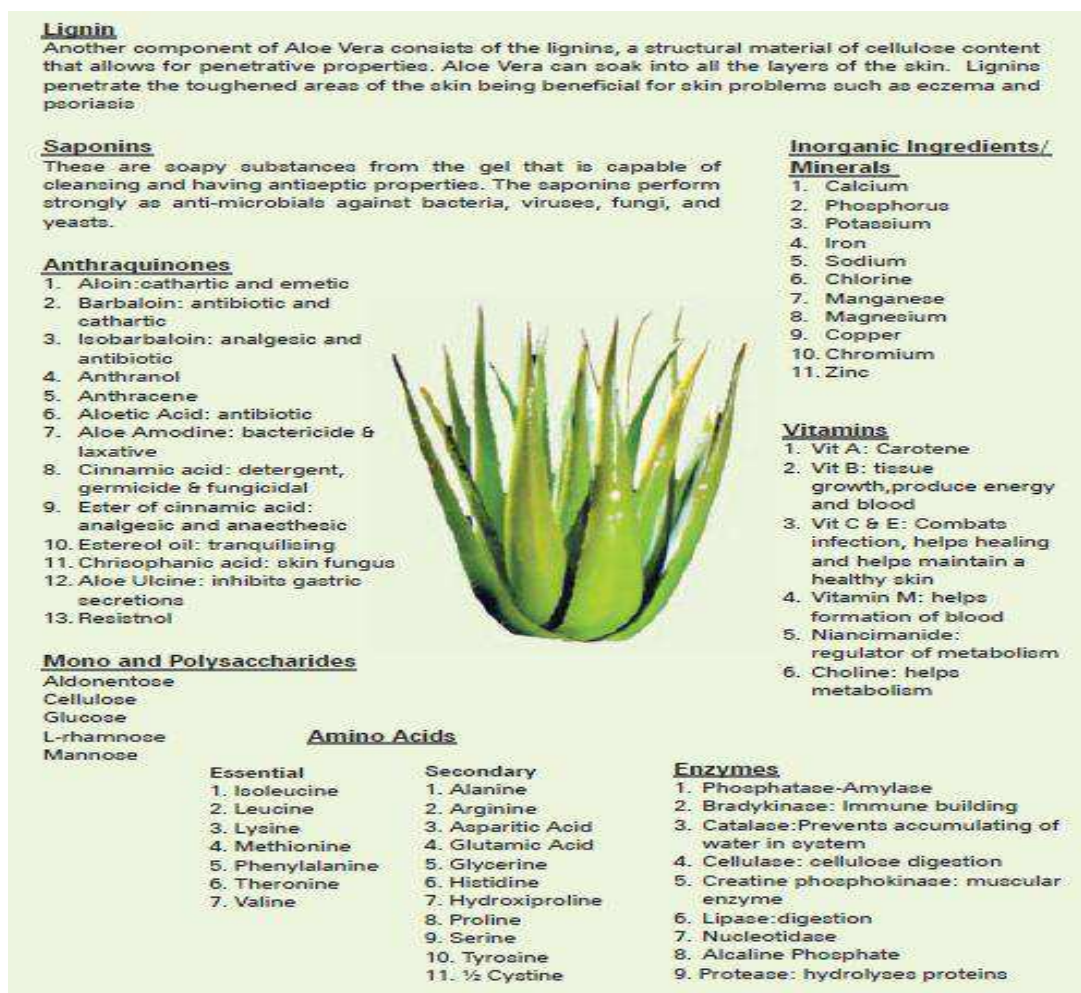 Lignin
Another component of Aloe Vera consists of the lignins, a structural material of cellulose content
that allows for penetrative properties. Aloe Vera can soak into all the layers of the skin. Lignins
penetrate the toughened areas of the skin being beneficial for skin problems such as eczema and
psoriasis
Saponins
These are soapy substances from the gel that is capable of
cleansing and having antiseptic properties. The saponins perform
strongly as anti-microbials against bacteria, viruses, fungi, and
yeasts.
Anthraquinones
1. Aloin:cathartic and emetic
2. Barbaloin: antibiotic and
cathartic
3. Isobarbaloin: analgesic and
antibiotic
4. Anthranol
5. Anthracene
6. Aloetic Acid: antibiotic
7. Aloe Amodine: bactericide &
laxative
8. Cinnamic acid: detergent,
germicide & fungicidal
9. Ester of cinnamic acid:
analgesic and anaesthesic
10. Estereol oil: tranquilising
11. Chrisophanic acid: skin fungus
12. Aloe Ulcine: inhibits gastric
secretions
13. Resistnol
Inorganic Ingredients/
Minerals
1. Calcium
2. Phosphorus
3. Potassium
4. Iron
5. Sodium
6. Chlorine
7. Manganese
8. Magnesium
9. Copper
10. Chromium
11. Zinc
Vitamins
1. Vit A: Carotene
2. Vit B: tissue
growth,produce energy
and blood
3. Vit C & E: Combats
infection, helps healing
and helps maintain a
healthy skin
4. Vitamin M: helps
formation of blood
5. Niancimanide:
regulator of metabolism
6. Choline: helps
metabolism
Mono and Polysaccharides
Aldonentose
Cellulose
Glucose
L-rhamnose
Mannose
Amino Acids
Essential
1. Isoleucine
2. Leucine
3. Lysine
4. Methionine
5. Phenylalanine
6. Theronine
7. Valine
Secondary
1. Alanine
2. Arginine
3. Asparitic Acid
4. Glutamic Acid
5. Glycerine
6. Histidine
7. Hydroxiproline
8. Proline
9. Serine
10. Tyrosine
11. ½ Cystine
Enzymes
1. Phosphatase-Amylase
2. Bradykinase: Immune building
3. Catalase:Prevents accumulating of
water in system
4. Cellulase: cellulose digestion
5. Creatine phosphokinase: muscular
enzyme
6. Lipase:digestion
7. Nucleotidase
8. Alcaline Phosphate
9. Protease: hydrolyses proteins